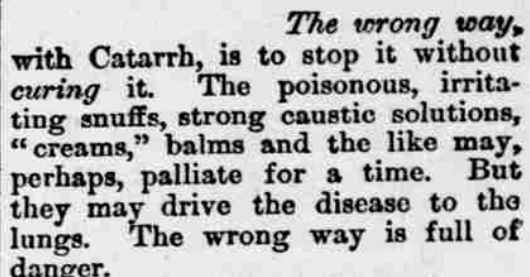 The wrong way,
with Catarrh, is to stop it without
curing it. The poisonous, irrita-
ting snuffs, strong caustic solutions,
"creams," balms and the like may,
perhaps, palliate for a time. But
they may drive the disease to the
lungs. The wrong way is full of
danger.